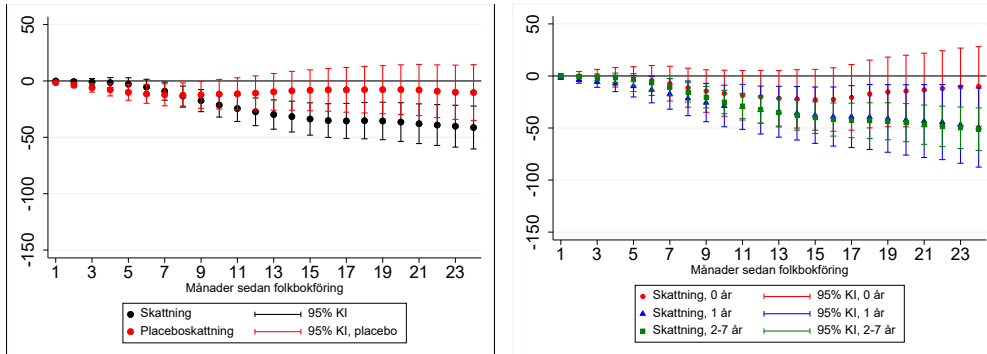 50
0
-50
-100
-150
1 3 5 7 9 11 13 15 17 19 21 23
Månader sedan folkbokföring
Skattning 95% KI
Placeboskattning 95% KI, placebo
50
0
-50
-100
-150
1 3 5 7 9 11 13 15 17 19 21 23
Månader sedan folkbokföring
Skattning, 0 år 95% KI, 0 år
Skattning, 1 år 95% KI, 1 år
Skattning, 2-7 år 95% KI, 2-7 år